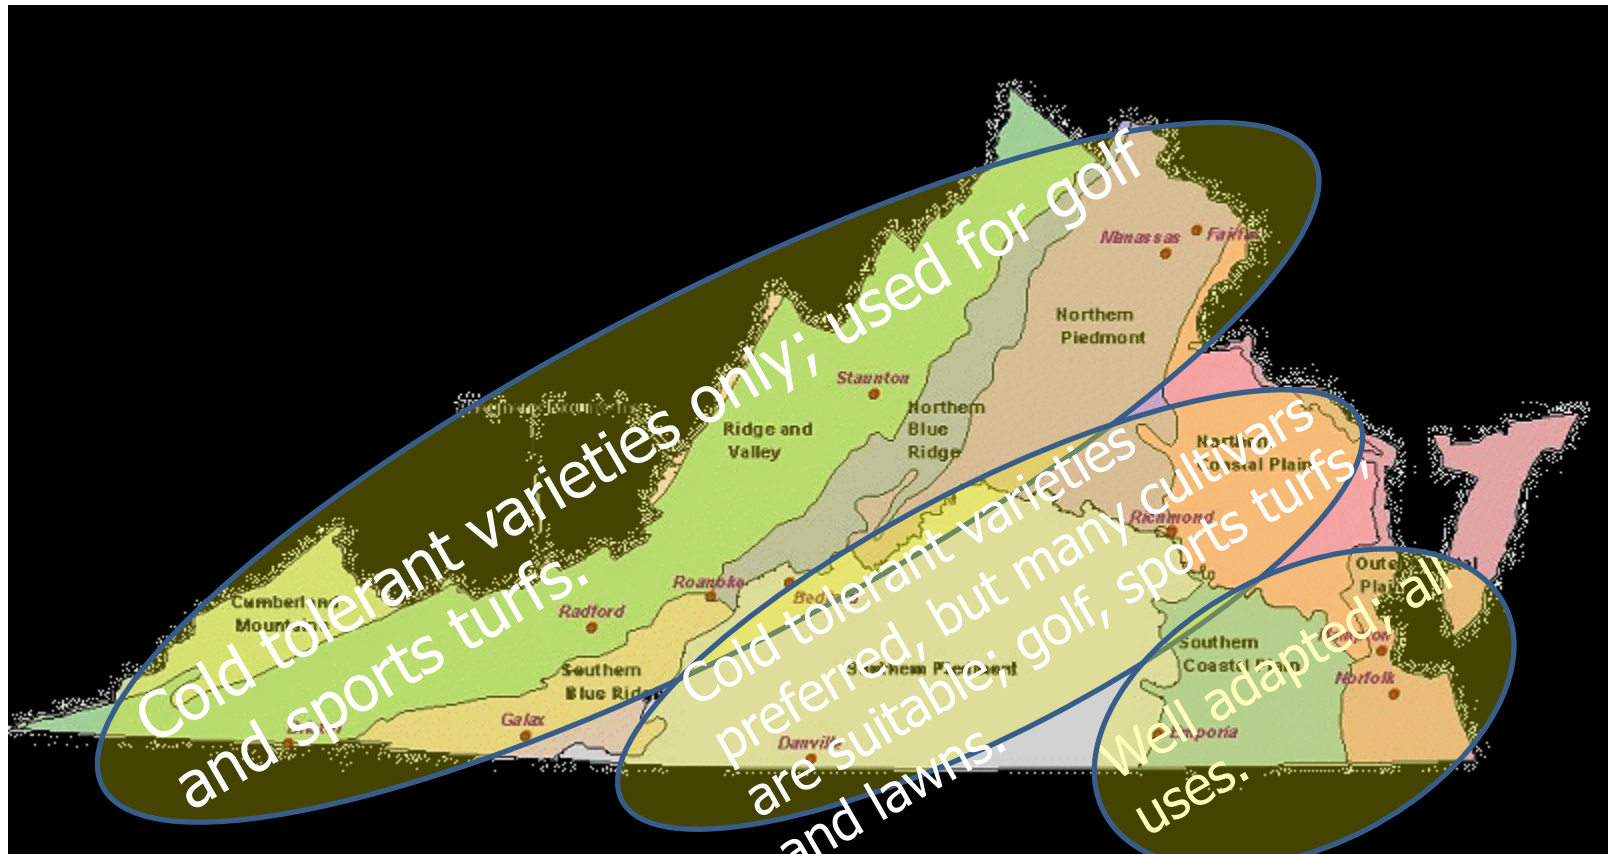 Cold tolerant varieties only; used for golf
and sports turfs.
Cold tolerant varieties
preferred, but many cultivars
are suitable; golf, sports turfs,
and lawns.
Well adapted; all
uses.
Manassas
Fairfax
Northern
Piedmont
Staunton
Northern
Blue
Ridge
Ridge and
Valley
Northern
Coastal Plain
Richmond
Roanoke
Bedford
Radford
Cumberland
Mountains
Southern
Blue Ridge
Galax
Southern Piedmont
Danville
Southern
Coastal Plain
Emporia
Norfolk